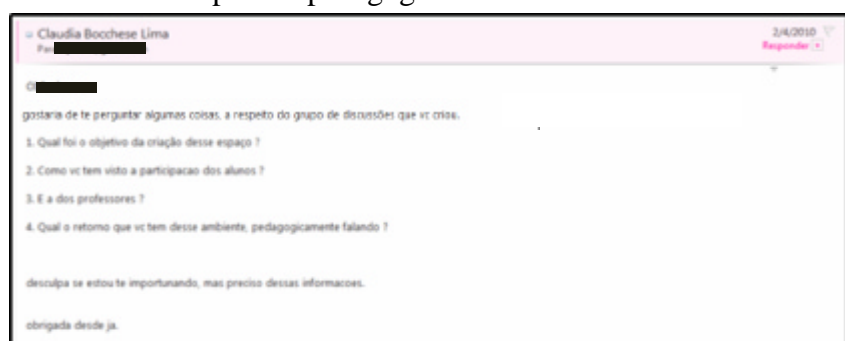 Claudia Bocchese Lima
2/4/2010
Responder
gostaria de te perguntar algumas coisas, a respeito do grupo de discussões que vc criou.
1. Qual foi o objetivo da criação desse espaço ?
2. Como vc tem visto a participacao dos alunos ?
3. E a dos professores ?
4. Qual o retorno que vc tem desse ambiente, pedagogicamente falando ?
desculpa se estou te importunando, mas preciso dessas informacoes.
obrigada desde ja.